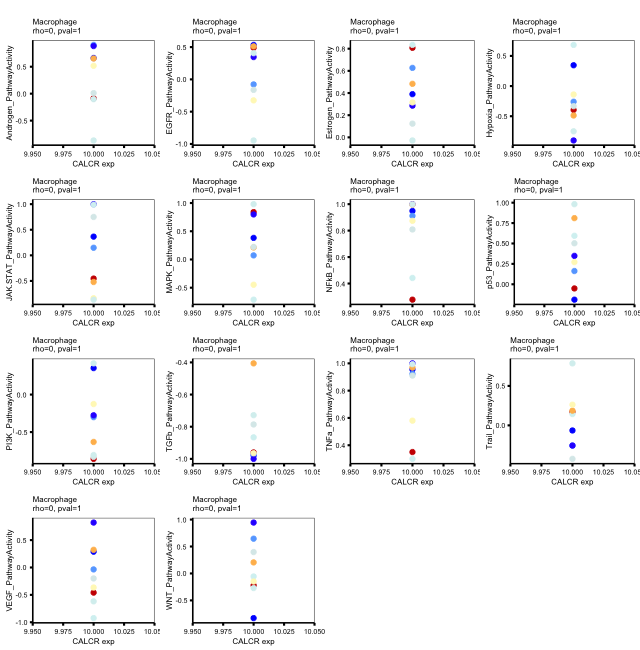 Macrophage
rho=0, pval=1
Androgen_PathwayActivity
0.5
0.0
-0.5
9.950 9.975 10.000 10.025 10.05
CALCR exp
Macrophage
rho=0, pval=1
EGFR_PathwayActivity
0.5
0.0
-0.5
-1.0
9.950 9.975 10.000 10.025 10.05
CALCR exp
Macrophage
rho=0, pval=1
Estrogen_PathwayActivity
0.8
0.6
0.4
0.2
0.0
9.950 9.975 10.000 10.025 10.05
CALCR exp
Macrophage
rho=0, pval=1
Hypoxia_PathwayActivity
0.5
0.0
-0.5
9.950 9.975 10.000 10.025 10.05
CALCR exp
Macrophage
rho=0, pval=1
JAK.STAT_PathwayActivity
1.0
0.5
0.0
-0.5
9.950 9.975 10.000 10.025 10.05
CALCR exp
Macrophage
rho=0, pval=1
MAPK_PathwayActivity
1.0
0.5
0.0
-0.5
9.950 9.975 10.000 10.025 10.05
CALCR exp
Macrophage
rho=0, pval=1
NFkB_PathwayActivity
1.0
0.8
0.6
0.4
9.950 9.975 10.000 10.025 10.05
CALCR exp
Macrophage
rho=0, pval=1
p53_PathwayActivity
1.00
0.75
0.50
0.25
0.00
9.950 9.975 10.000 10.025 10.05
CALCR exp
Macrophage
rho=0, pval=1
PI3K_PathwayActivity
0.0
-0.5
9.950 9.975 10.000 10.025 10.05
CALCR exp
Macrophage
rho=0, pval=1
TGFb_PathwayActivity
-0.4
-0.6
-0.8
-1.0
9.950 9.975 10.000 10.025 10.05
CALCR exp
Macrophage
rho=0, pval=1
TNFa_PathwayActivity
1.0
0.8
0.6
0.4
9.950 9.975 10.000 10.025 10.05
CALCR exp
Macrophage
rho=0, pval=1
Trail_PathwayActivity
0.5
0.0
9.950 9.975 10.000 10.025 10.05
CALCR exp
Macrophage
rho=0, pval=1
VEGF_PathwayActivity
0.5
0.0
-0.5
-1.0
9.950 9.975 10.000 10.025 10.05
CALCR exp
Macrophage
rho=0, pval=1
WNT_PathwayActivity
1.0
0.5
0.0
-0.5
9.950 9.975 10.000 10.025 10.050
CALCR exp